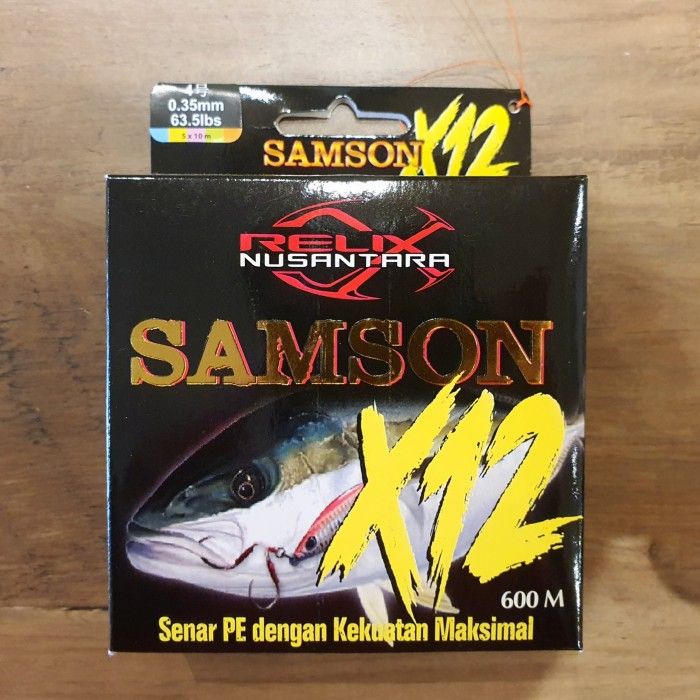 4号
0.35mm
63.5lbs
5 x 10 m
SAMSON X12
RELIX
NUSANTARA
SAMSON
X12
600 M
Senar PE dengan Kekuatan Maksimal